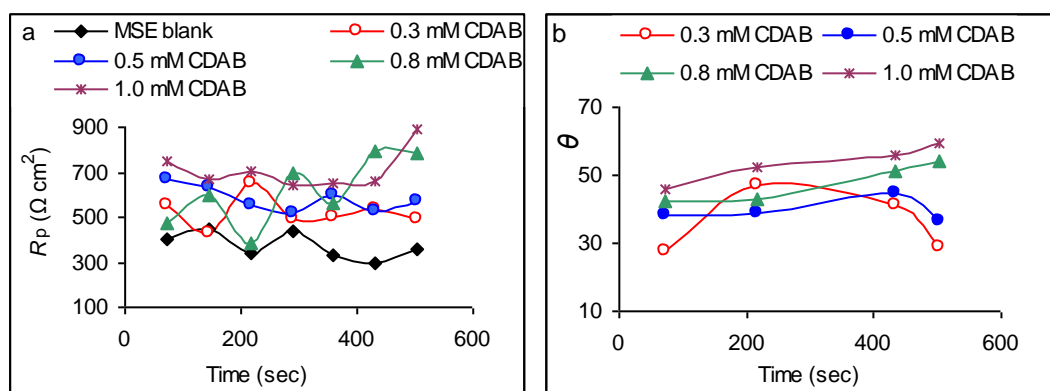 a
MSE blank
0.3 mM CDAB
0.5 mM CDAB
0.8 mM CDAB
1.0 mM CDAB
900
700
500
300
100
Rp (Ω cm²)
0
200
400
600
Time (sec)
b
0.3 mM CDAB
0.5 mM CDAB
0.8 mM CDAB
1.0 mM CDAB
70
50
30
10
θ
0
200
400
600
Time (sec)